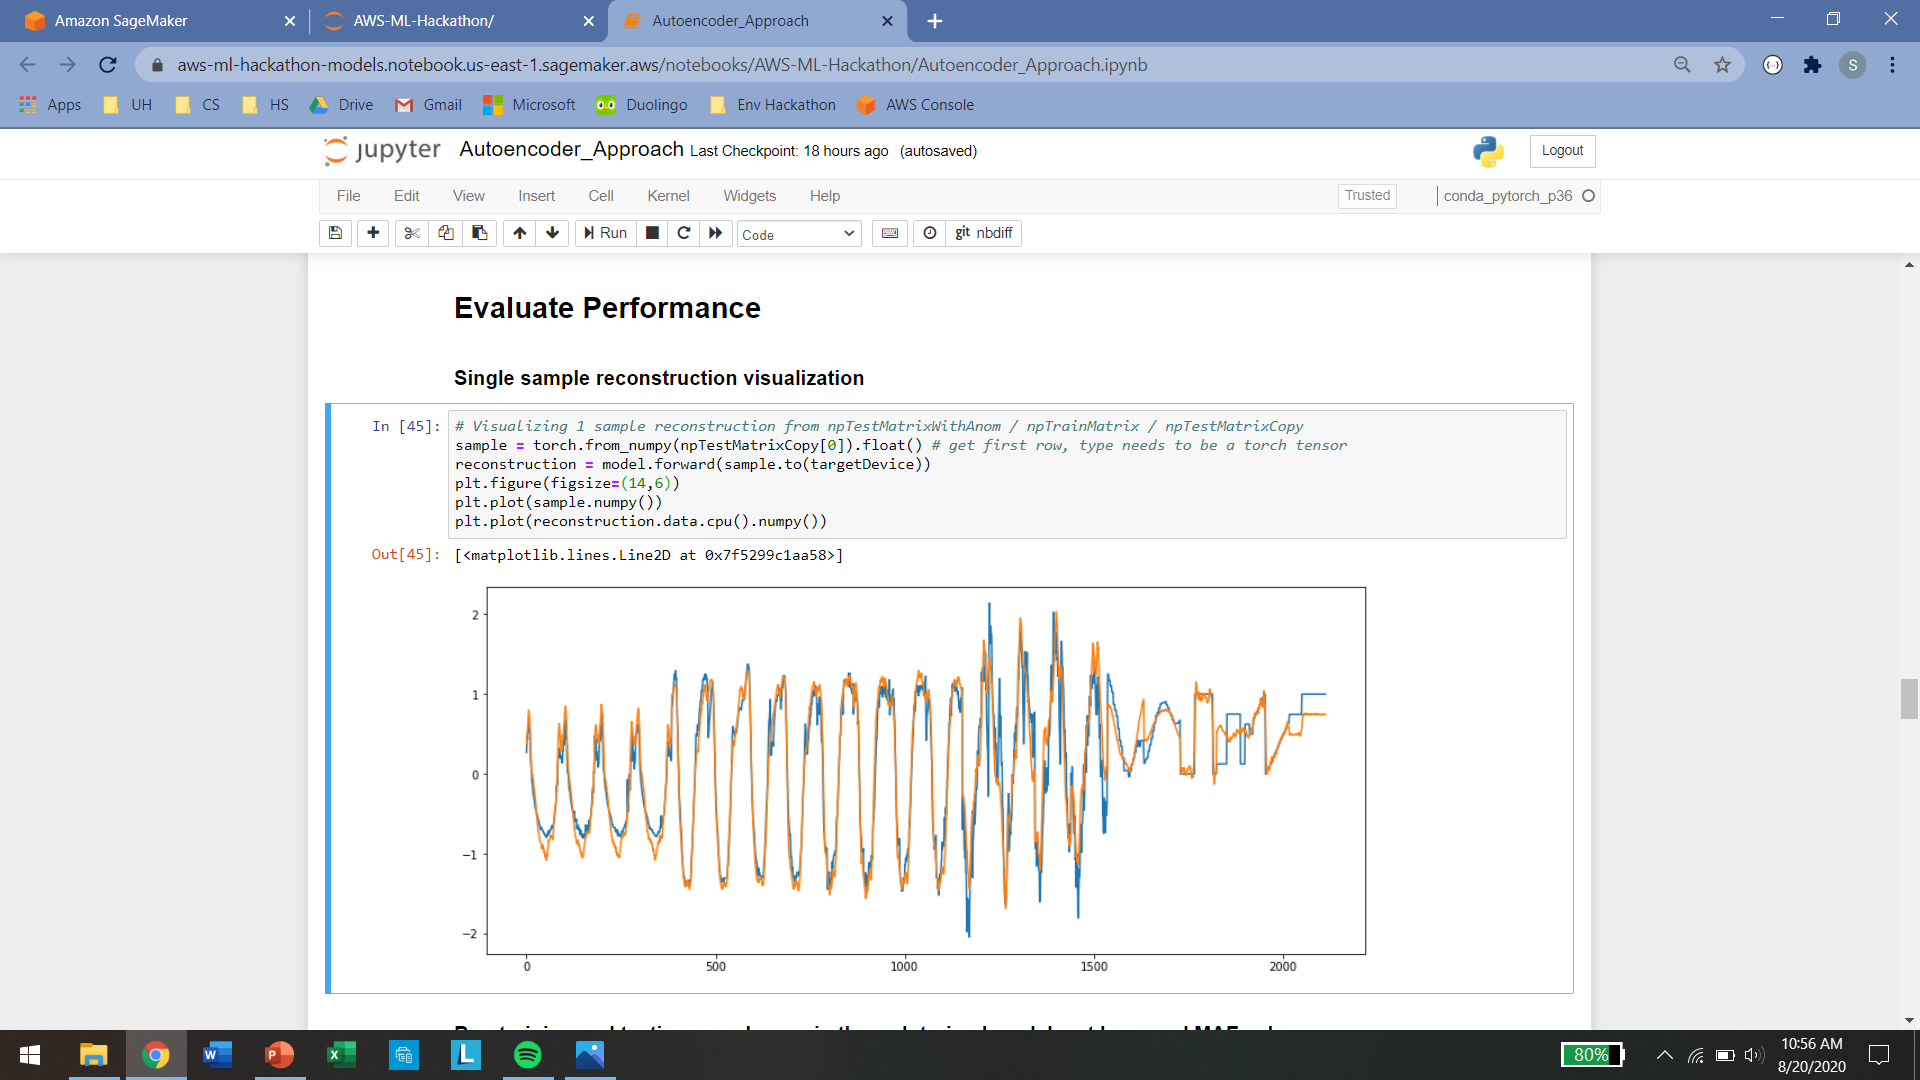 Amazon SageMaker
AWS-ML-Hackathon/
Autoencoder_Approach
aws-ml-hackathon-models.notebook.us-east-1.sagemaker.aws/notebooks/AWS-ML-Hackathon/Autoencoder_Approach.ipynb
S
Apps UH CS HS Drive Gmail Microsoft Duolingo Env Hackathon AWS Console
jupyter Autoencoder_Approach Last Checkpoint: 18 hours ago (autosaved)
Logout
File Edit View Insert Cell Kernel Widgets Help
Trusted
conda_pytorch_p36
Run
Code
git nbdiff
Evaluate Performance
Single sample reconstruction visualization
In [45]:
# Visualizing 1 sample reconstruction from npTestMatrixWithAnom / npTrainMatrix / npTestMatrixCopy
sample = torch.from_numpy(npTestMatrixCopy[0]).float() # get first row, type needs to be a torch tensor
reconstruction = model.forward(sample.to(targetDevice))
plt.figure(figsize=(14,6))
plt.plot(sample.numpy())
plt.plot(reconstruction.data.cpu().numpy())
Out[45]: [<matplotlib.lines.Line2D at 0x7f5299c1aa58>]
2
1
0
−1
−2
0 500 1000 1500 2000
80%
10:56 AM
8/20/2020